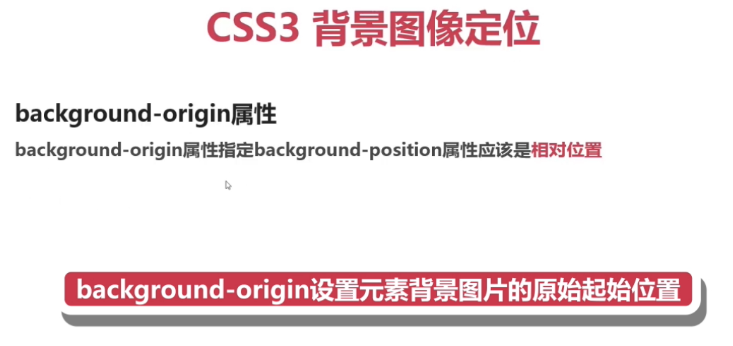 CSS3 背景图像定位
background-origin属性
background-origin属性指定background-position属性应该是相对位置
background-origin设置元素背景图片的原始起始位置